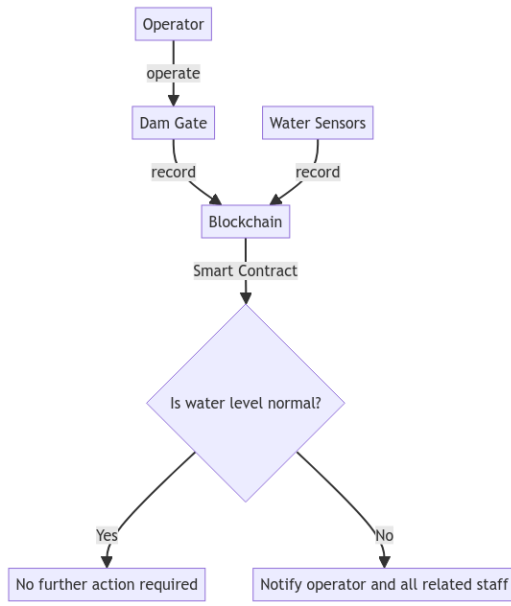 Operator
operate
Dam Gate
Water Sensors
record
record
Blockchain
Smart Contract
Is water level normal?
Yes
No
No further action required
Notify operator and all related staff